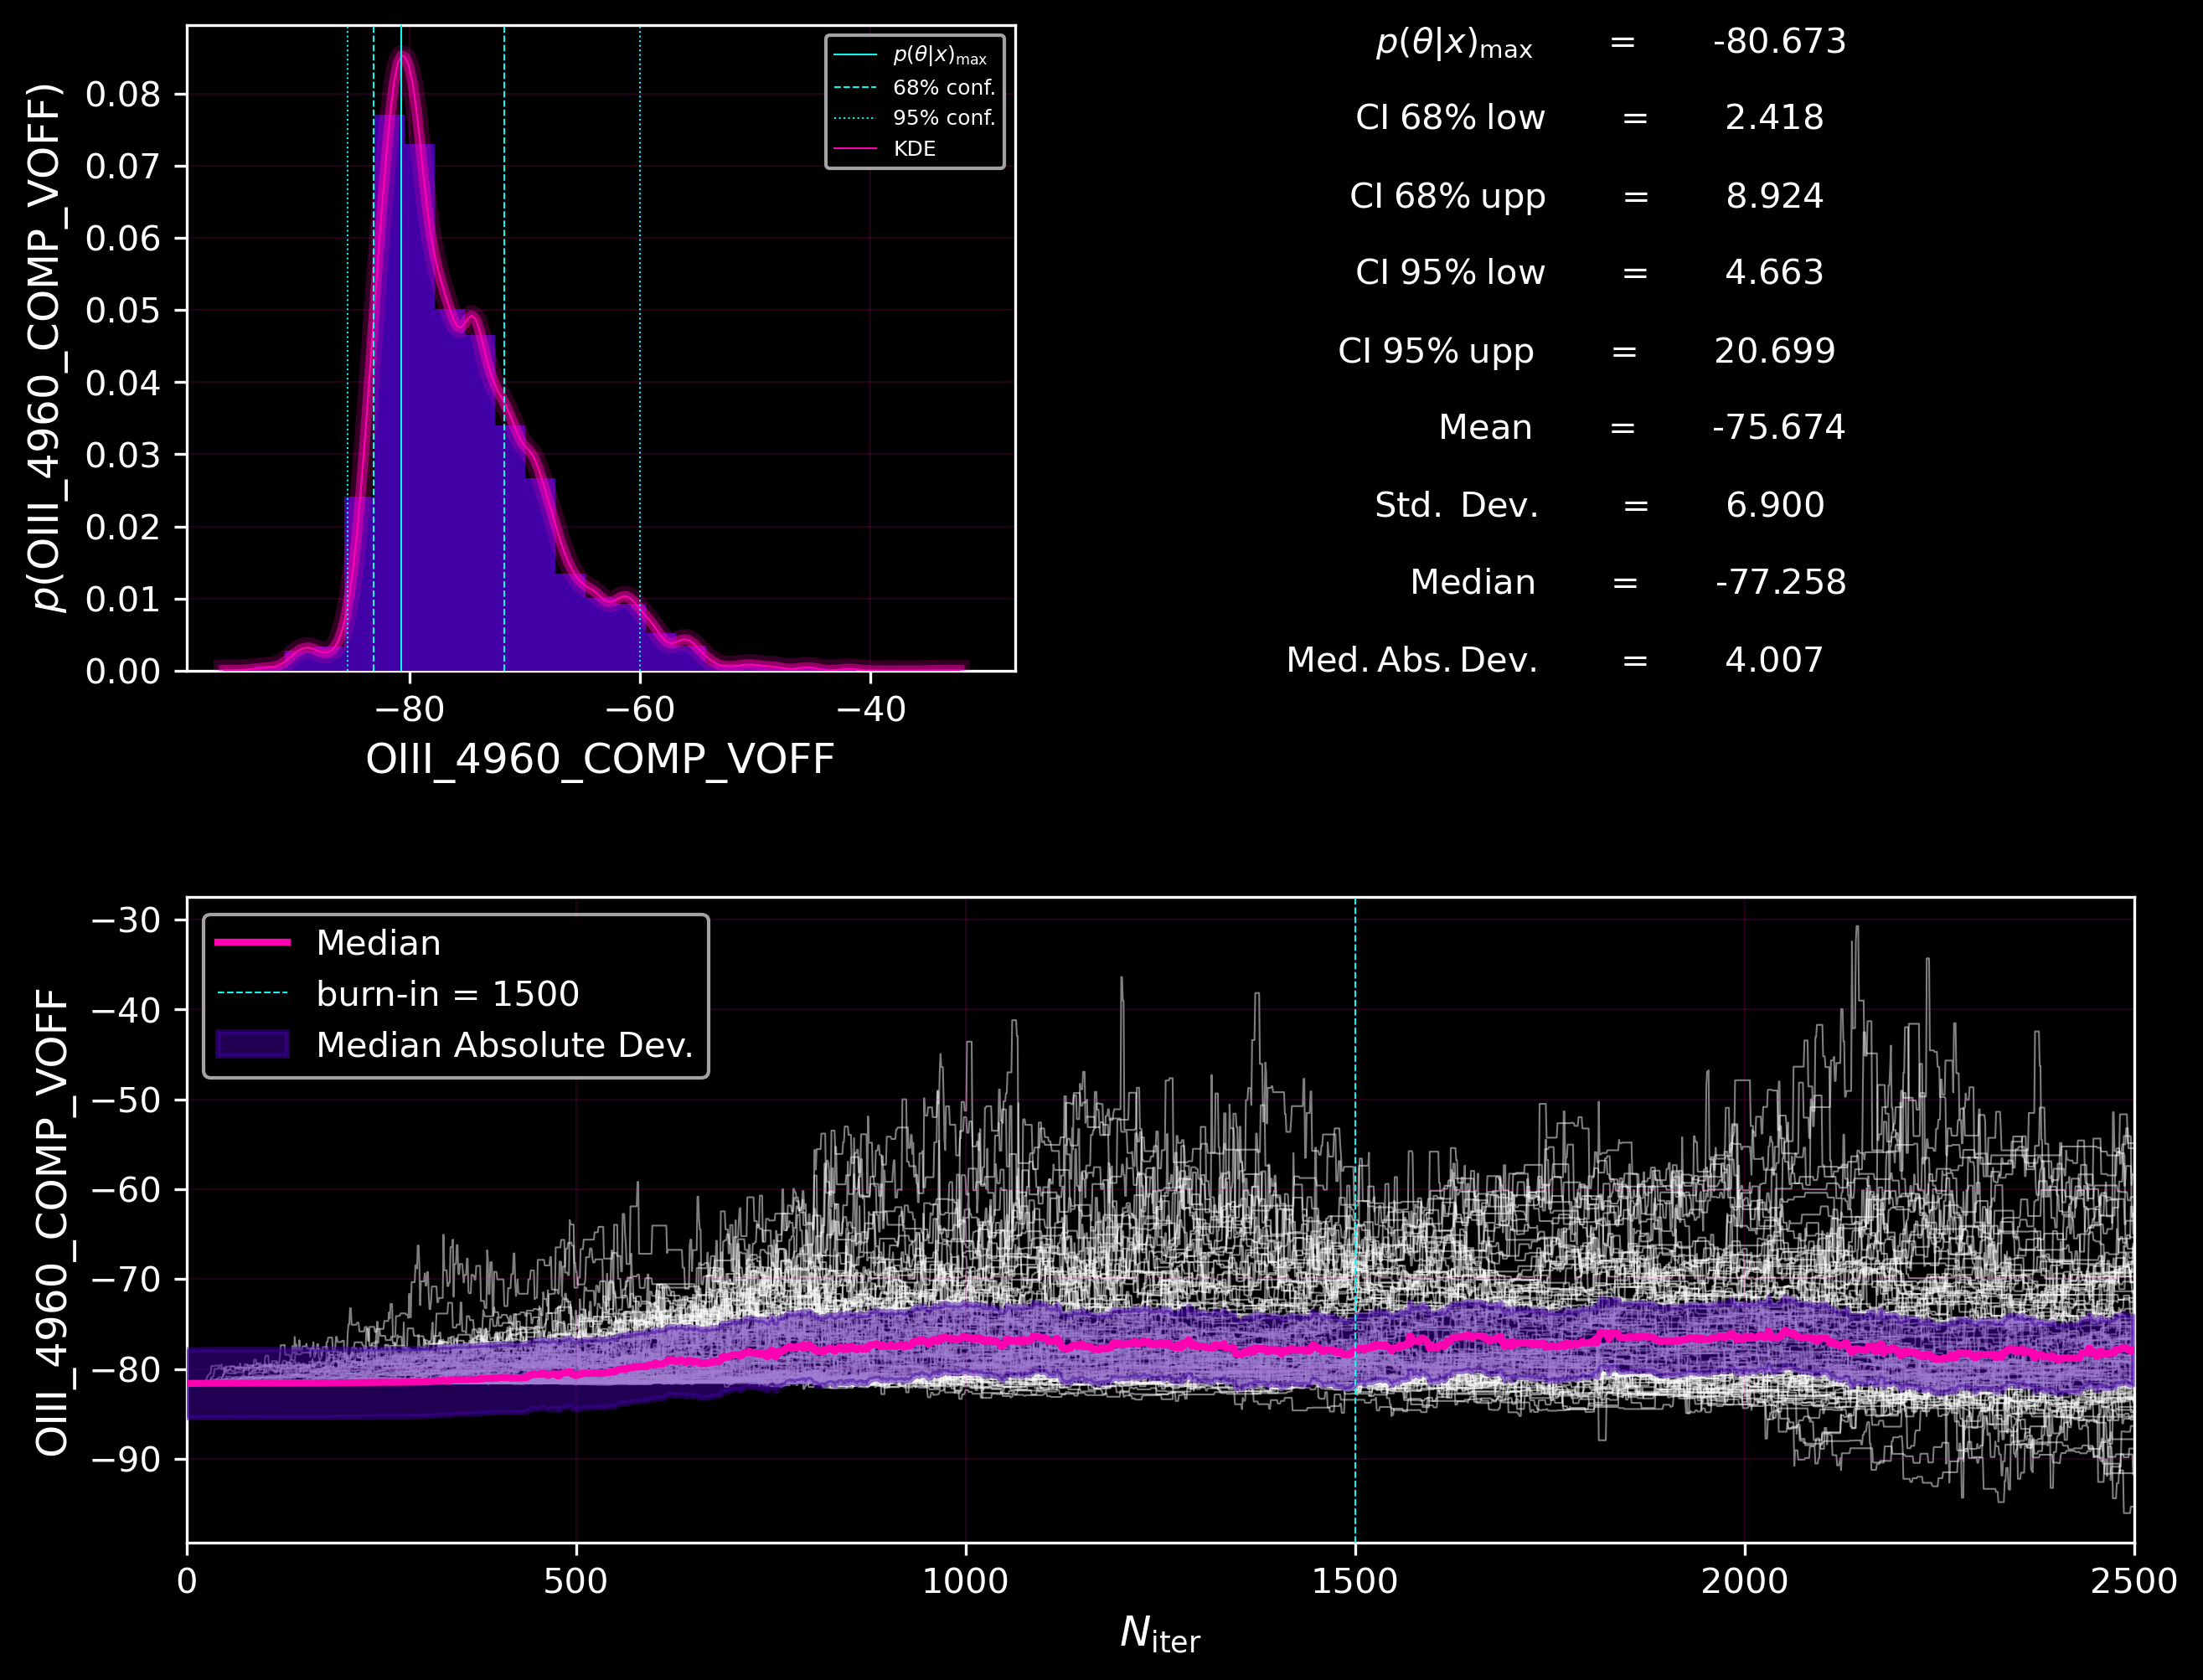 p(OIII_4960_COMP_VOFF)
0.08
0.07
0.06
0.05
0.04
0.03
0.02
0.01
0.00
−80 −60 −40
OIII_4960_COMP_VOFF
p(θ|x)max
68% conf.
95% conf.
KDE
p(θ|x)max = -80.673
CI 68% low = 2.418
CI 68% upp = 8.924
CI 95% low = 4.663
CI 95% upp = 20.699
Mean = -75.674
Std. Dev. = 6.900
Median = -77.258
Med. Abs. Dev. = 4.007
OIII_4960_COMP_VOFF
−30
−40
−50
−60
−70
−80
−90
Median
burn-in = 1500
Median Absolute Dev.
0 500 1000 1500 2000 2500
Niter